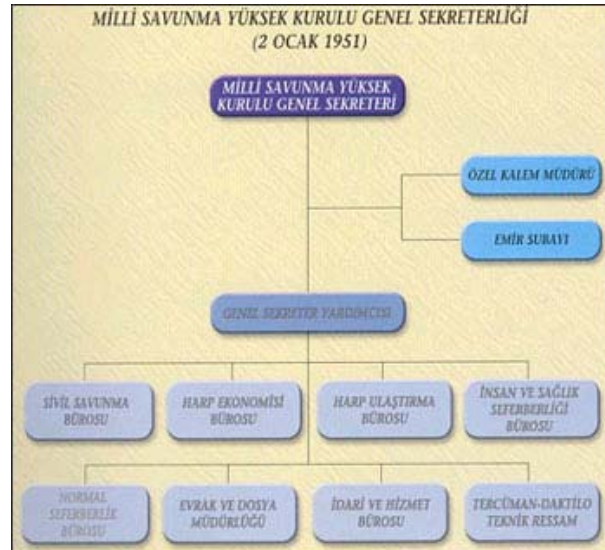 MİLLİ SAVUNMA YÜKSEK KURULU GENEL SEKRETERLİĞİ
(2 OCAK 1951)
MİLLİ SAVUNMA YÜKSEK
KURULU GENEL SEKRETERİ
ÖZEL KALEM MÜDÜRÜ
EMİR SUBAYI
GENEL SEKRETER YARDIMCISI
SİVİL SAVUNMA
BÜROSU
HARP EKONOMİSİ
BÜROSU
HARP ULAŞTIRMA
BÜROSU
İNSAN VE SAĞLIK
SEFERBERLİĞİ
BÜROSU
NORMAL
SEFERBERLİK
BÜROSU
EVRAK VE DOSYA
MÜDÜRLÜĞÜ
İDARİ VE HİZMET
BÜROSU
TERCÜMAN-DAKTİLO
TEKNİK RESSAM